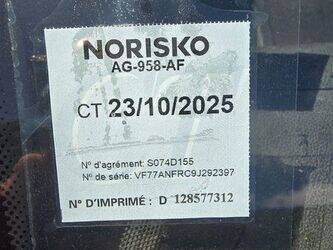 NORISKO
AG-958-AF
CT 23/10/2025
N° d'agrément: S074D155
N° de série: VF77ANFRC9J292397
N° D'IMPRIMÉ: D 128577312